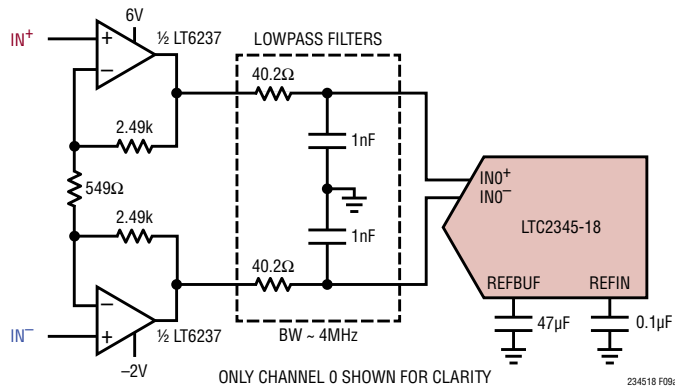 6V
IN+
½ LT6237
LOWPASS FILTERS
40.2Ω
2.49k
1nF
549Ω
IN0+
IN0–
LTC2345-18
2.49k
1nF
40.2Ω
REFBUF
REFIN
IN–
½ LT6237
47µF
0.1µF
BW ~ 4MHz
–2V
ONLY CHANNEL 0 SHOWN FOR CLARITY
234518 F09a